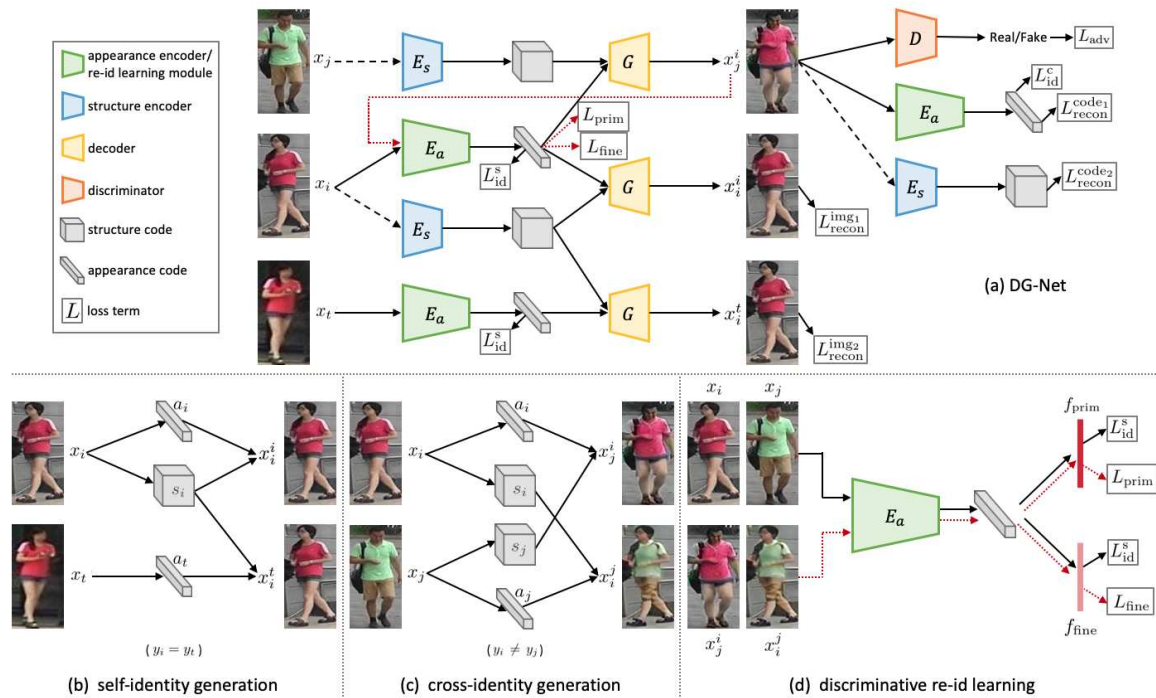 appearance encoder/
re-id learning module
structure encoder
decoder
discriminator
structure code
appearance code
L loss term
x_j
E_s
G
x_j^i
D
Real/Fake
L_adv
L_id^c
E_a
L_recon^code₁
L_prim
E_a
L_fine
L_id^s
x_i
G
x_i^i
E_s
L_recon^code₂
E_s
L_recon^img₁
(a) DG-Net
x_t
E_a
G
x_i^t
L_id^s
L_recon^img₂
a_i
x_i
x_i^i
s_i
a_t
x_t
x_i^t
( y_i = y_t )
(b) self-identity generation
a_i
x_i
x_j^i
s_i
s_j
x_j
x_i^j
a_j
( y_i ≠ y_j )
(c) cross-identity generation
x_i x_j
f_prim
L_id^s
L_prim
E_a
L_id^s
L_fine
f_fine
x_j^i x_i^j
(d) discriminative re-id learning